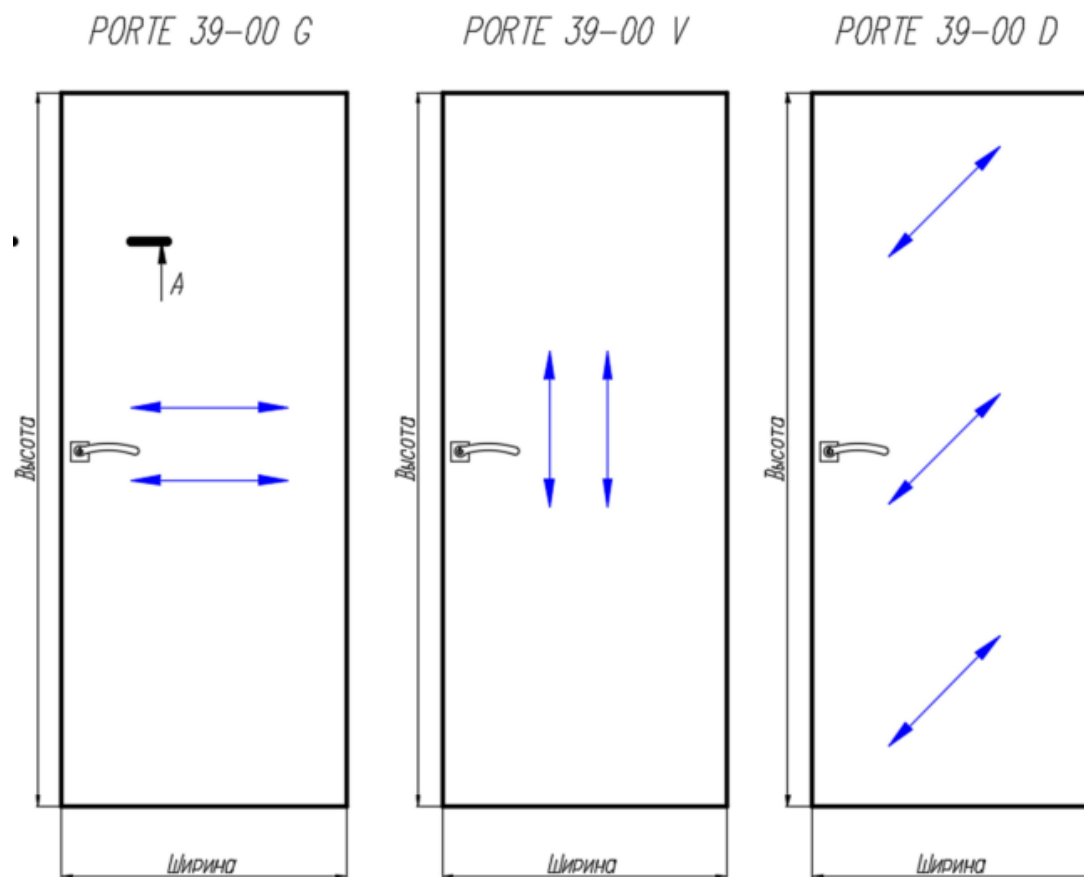 PORTE 39-00 G
PORTE 39-00 V
PORTE 39-00 D
A
Высота
Высота
Высота
Ширина
Ширина
Ширина